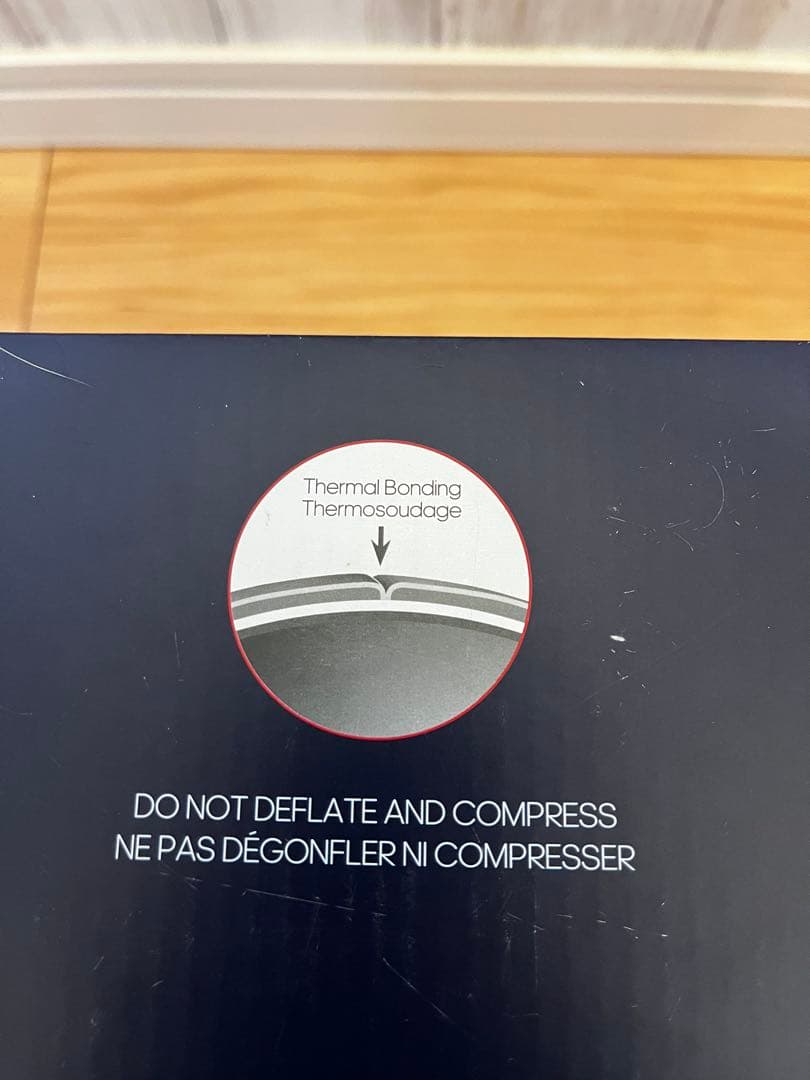 Thermal Bonding
Thermosoudage
DO NOT DEFLATE AND COMPRESS
NE PAS DÉGONFLER NI COMPRESSER